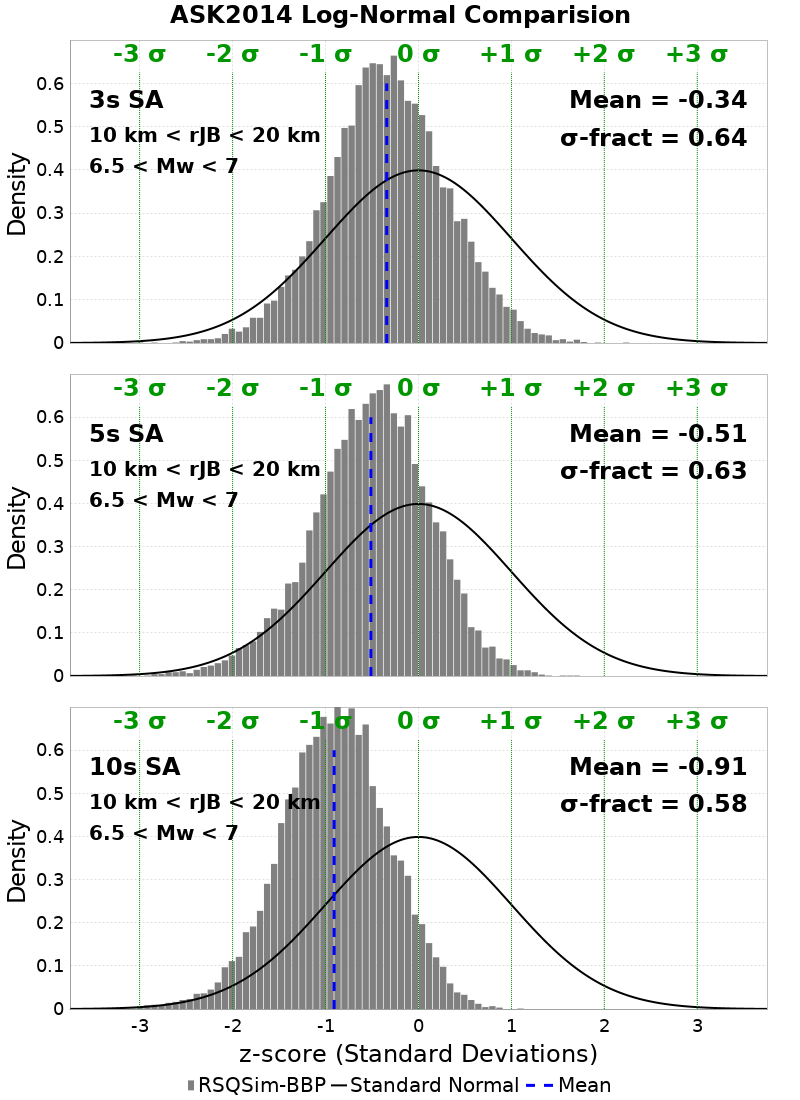 ASK2014 Log-Normal Comparision
-3 σ -2 σ -1 σ 0 σ +1 σ +2 σ +3 σ
3s SA
Mean = -0.34
10 km < rJB < 20 km
σ-fract = 0.64
6.5 < Mw < 7
0.6
0.5
0.4
0.3
0.2
0.1
0
Density
-3 σ -2 σ -1 σ 0 σ +1 σ +2 σ +3 σ
5s SA
Mean = -0.51
10 km < rJB < 20 km
σ-fract = 0.63
6.5 < Mw < 7
0.6
0.5
0.4
0.3
0.2
0.1
0
Density
-3 σ -2 σ -1 σ 0 σ +1 σ +2 σ +3 σ
10s SA
Mean = -0.91
10 km < rJB < 20 km
σ-fract = 0.58
6.5 < Mw < 7
0.6
0.5
0.4
0.3
0.2
0.1
0
Density
-3 -2 -1 0 1 2 3
z-score (Standard Deviations)
RSQSim-BBP Standard Normal Mean